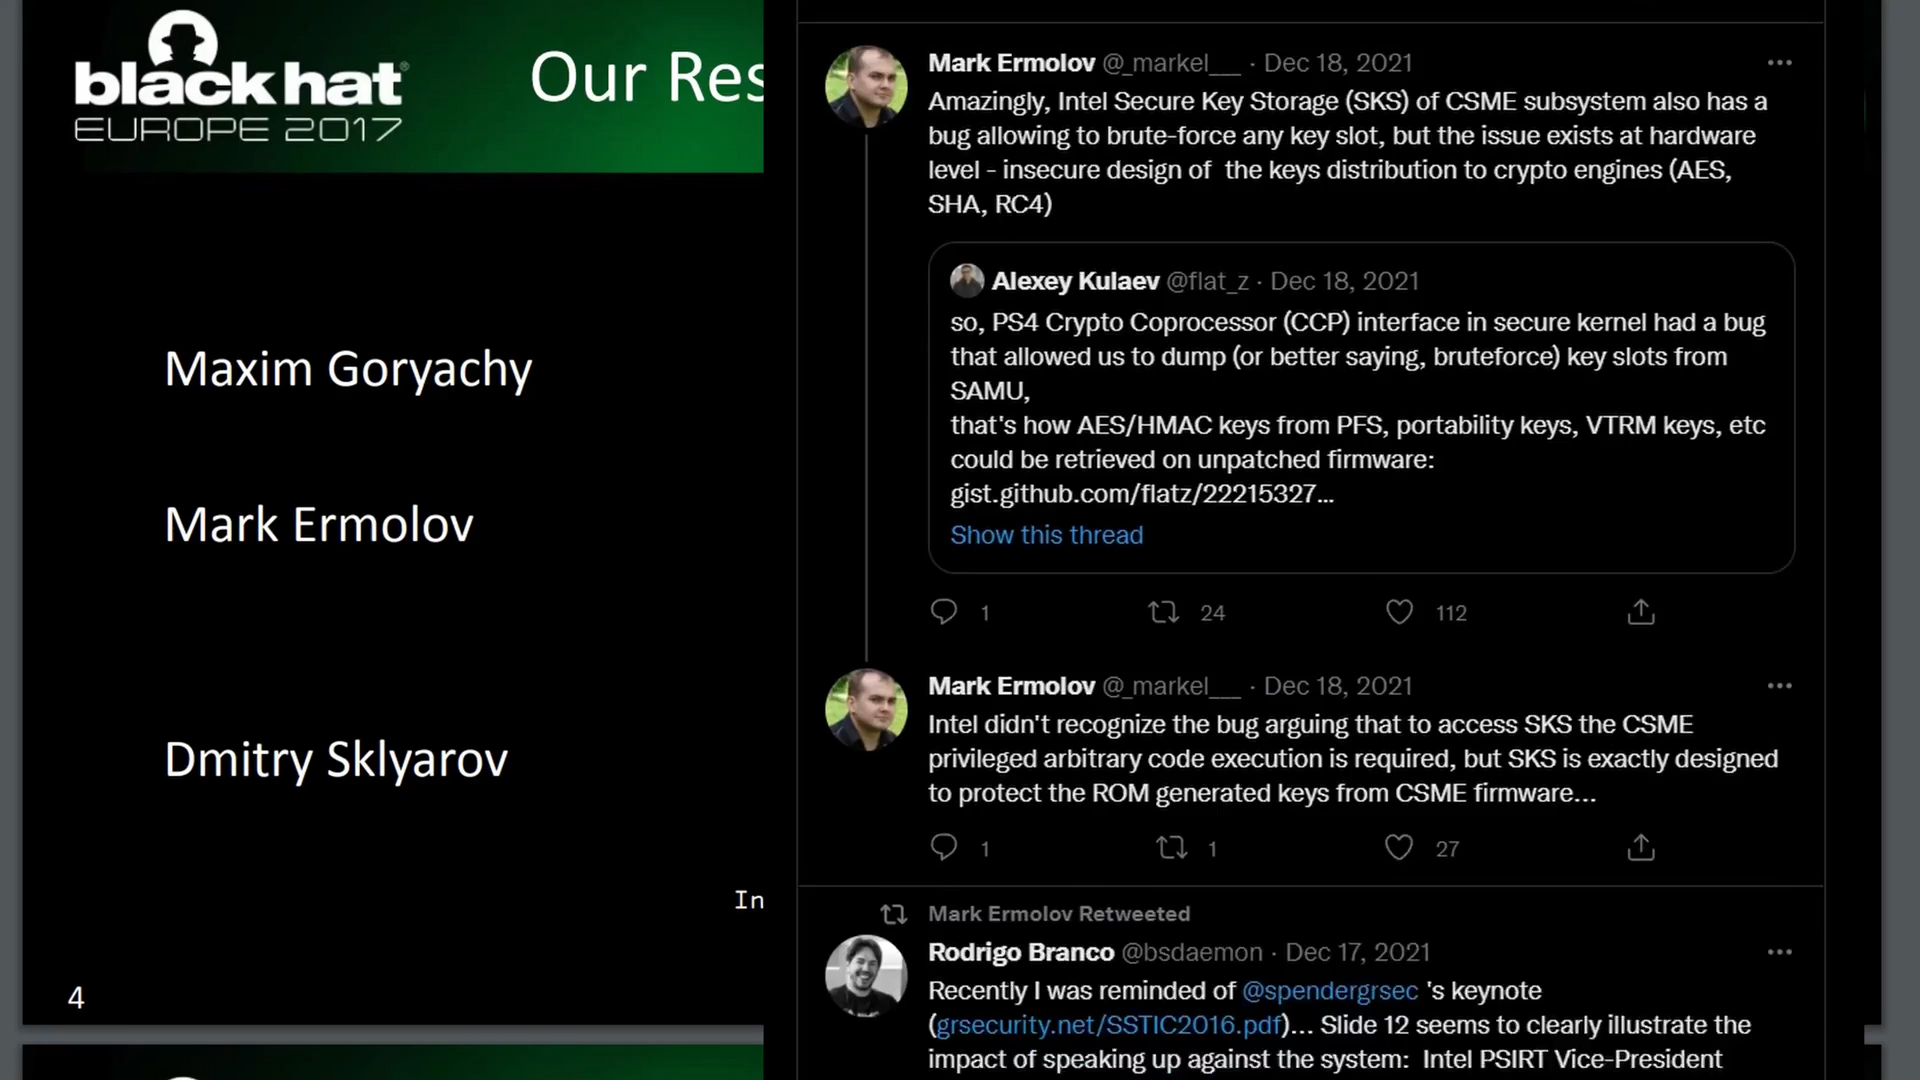 black hat®
EUROPE 2017
Our Res
Maxim Goryachy
Mark Ermolov
Dmitry Sklyarov
In
4
Mark Ermolov @_markel___ · Dec 18, 2021
Amazingly, Intel Secure Key Storage (SKS) of CSME subsystem also has a
bug allowing to brute-force any key slot, but the issue exists at hardware
level - insecure design of  the keys distribution to crypto engines (AES,
SHA, RC4)
Alexey Kulaev @flat_z · Dec 18, 2021
so, PS4 Crypto Coprocessor (CCP) interface in secure kernel had a bug
that allowed us to dump (or better saying, bruteforce) key slots from
SAMU,
that's how AES/HMAC keys from PFS, portability keys, VTRM keys, etc
could be retrieved on unpatched firmware:
gist.github.com/flatz/22215327...
Show this thread
1 24 112
Mark Ermolov @_markel___ · Dec 18, 2021
Intel didn't recognize the bug arguing that to access SKS the CSME
privileged arbitrary code execution is required, but SKS is exactly designed
to protect the ROM generated keys from CSME firmware...
1 1 27
Mark Ermolov Retweeted
Rodrigo Branco @bsdaemon · Dec 17, 2021
Recently I was reminded of @spendergrsec 's keynote
(grsecurity.net/SSTIC2016.pdf)... Slide 12 seems to clearly illustrate the
impact of speaking up against the system:  Intel PSIRT Vice-President